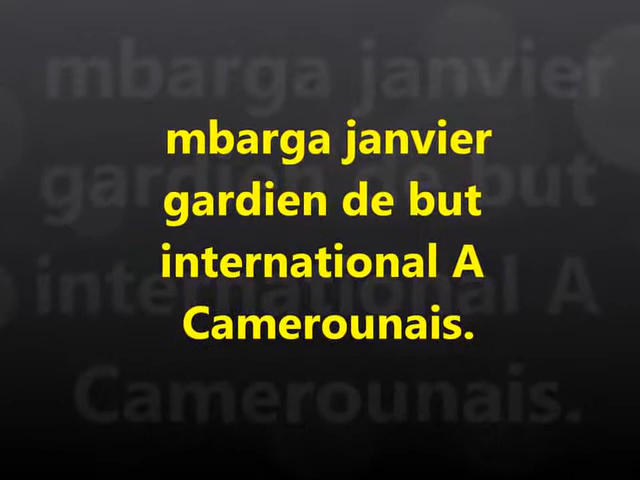 mbarga janvier
gardien de but
international A
Camerounais.